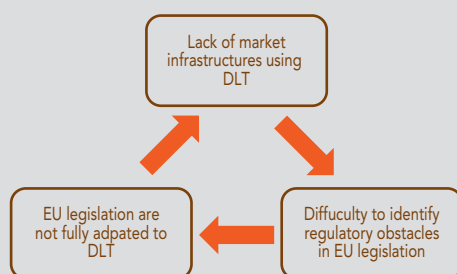 Lack of market
infrastructures using
DLT
EU legislation are
not fully adpated to
DLT
Diffuculty to identify
regulatory obstacles
in EU legislation